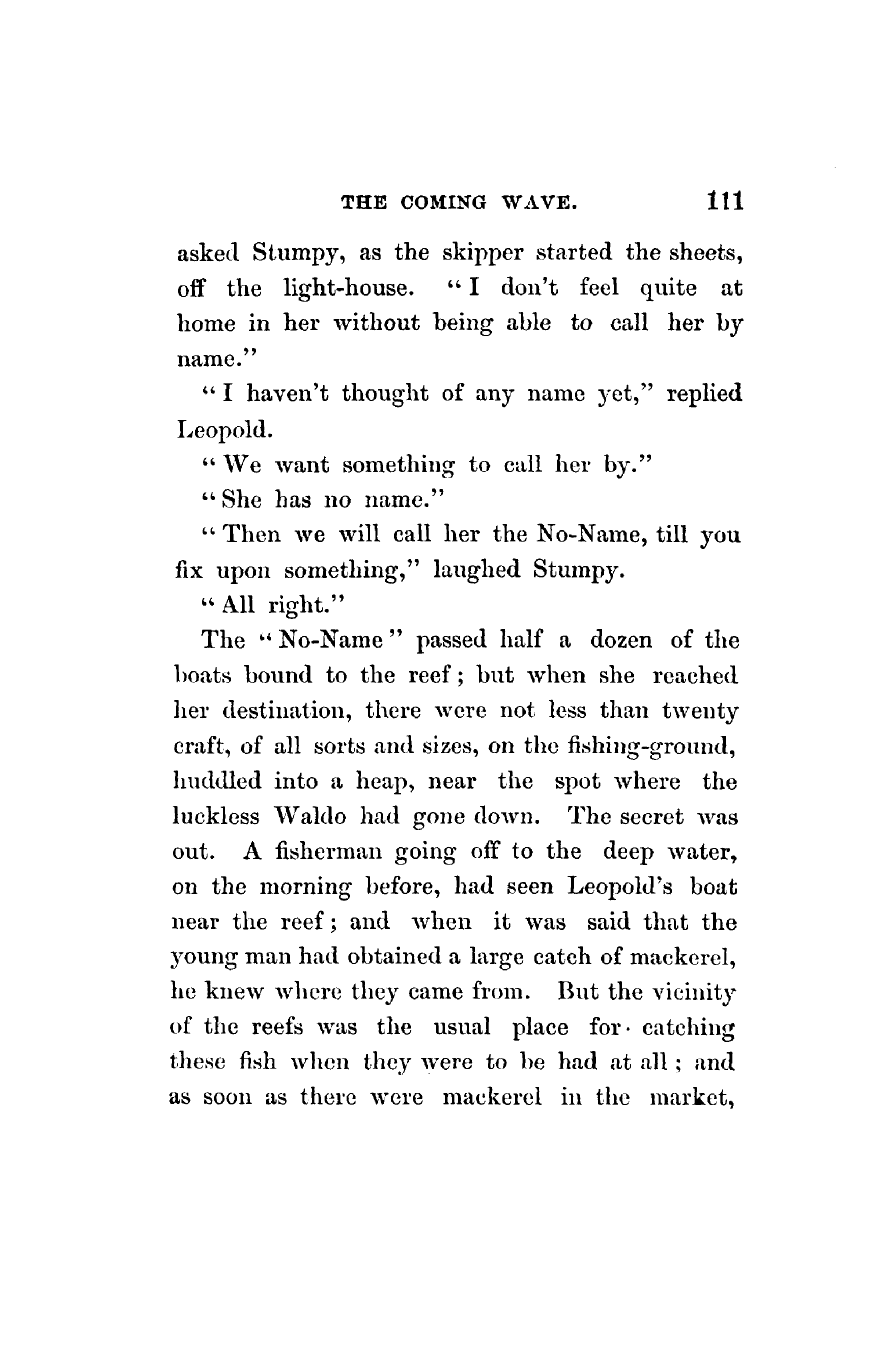 THE COMING WAVE. 111
asked Stumpy, as the skipper started the sheets,
off the light-house. "I don't feel quite at
home in her without being able to call her by
name."
"I haven't thought of any name yet," replied
Leopold.
"We want something to call her by."
"She has no name."
"Then we will call her the No-Name, till you
fix upon something," laughed Stumpy.
"All right."
The "No-Name" passed half a dozen of the
boats bound to the reef; but when she reached
her destination, there were not less than twenty
craft, of all sorts and sizes, on the fishing-ground,
huddled into a heap, near the spot where the
luckless Waldo had gone down. The secret was
out. A fisherman going off to the deep water,
on the morning before, had seen Leopold's boat
near the reef; and when it was said that the
young man had obtained a large catch of mackerel,
he knew where they came from. But the vicinity
of the reefs was the usual place for catching
these fish when they were to be had at all; and
as soon as there were mackerel in the market,